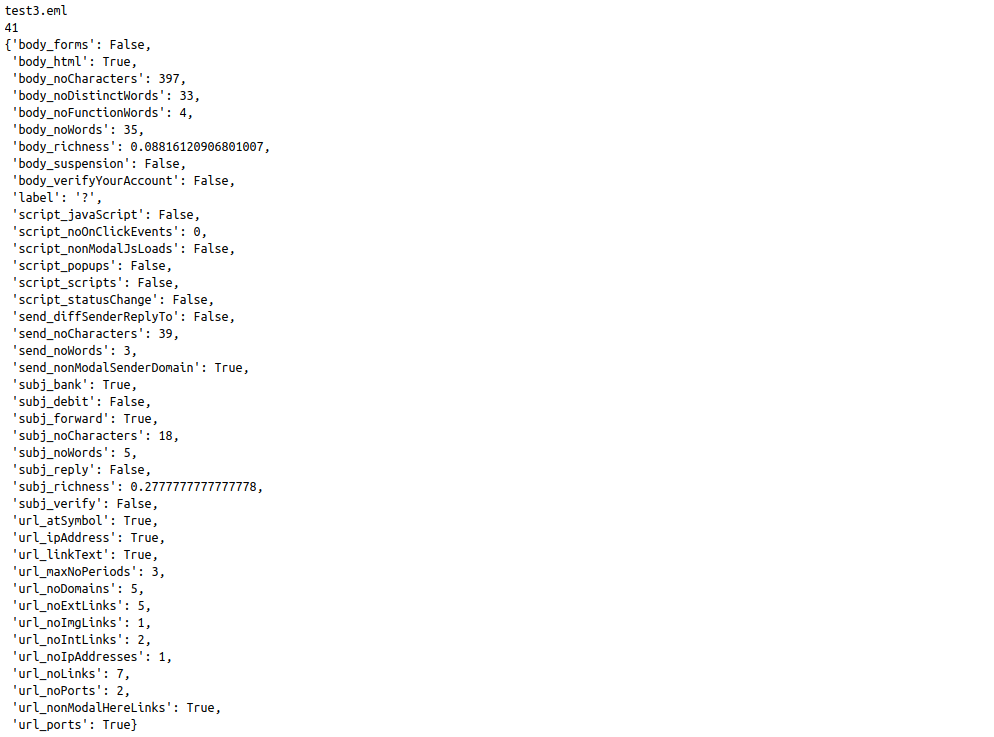 test3.eml
41
{'body_forms': False,
 'body_html': True,
 'body_noCharacters': 397,
 'body_noDistinctWords': 33,
 'body_noFunctionWords': 4,
 'body_noWords': 35,
 'body_richness': 0.08816120906801007,
 'body_suspension': False,
 'body_verifyYourAccount': False,
 'label': '?',
 'script_javaScript': False,
 'script_noOnClickEvents': 0,
 'script_nonModalJsLoads': False,
 'script_popups': False,
 'script_scripts': False,
 'script_statusChange': False,
 'send_diffSenderReplyTo': False,
 'send_noCharacters': 39,
 'send_noWords': 3,
 'send_nonModalSenderDomain': True,
 'subj_bank': True,
 'subj_debit': False,
 'subj_forward': True,
 'subj_noCharacters': 18,
 'subj_noWords': 5,
 'subj_reply': False,
 'subj_richness': 0.2777777777777778,
 'subj_verify': False,
 'url_atSymbol': True,
 'url_ipAddress': True,
 'url_linkText': True,
 'url_maxNoPeriods': 3,
 'url_noDomains': 5,
 'url_noExtLinks': 5,
 'url_noImgLinks': 1,
 'url_noIntLinks': 2,
 'url_noIpAddresses': 1,
 'url_noLinks': 7,
 'url_noPorts': 2,
 'url_nonModalHereLinks': True,
 'url_ports': True}